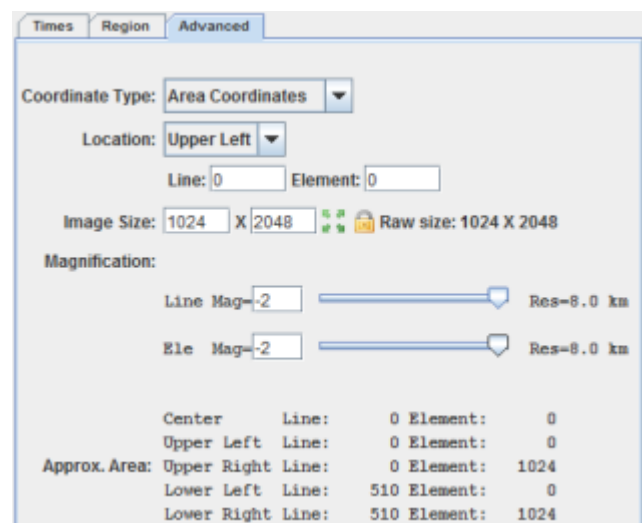 Times Region Advanced
Coordinate Type: Area Coordinates
Location: Upper Left
Line: 0 Element: 0
Image Size: 1024 X 2048 Raw size: 1024 X 2048
Magnification:
Line Mag=-2 Res=8.0 km
Ele Mag=-2 Res=8.0 km
Center Line: 0 Element: 0
Upper Left Line: 0 Element: 0
Approx. Area: Upper Right Line: 0 Element: 1024
Lower Left Line: 510 Element: 0
Lower Right Line: 510 Element: 1024